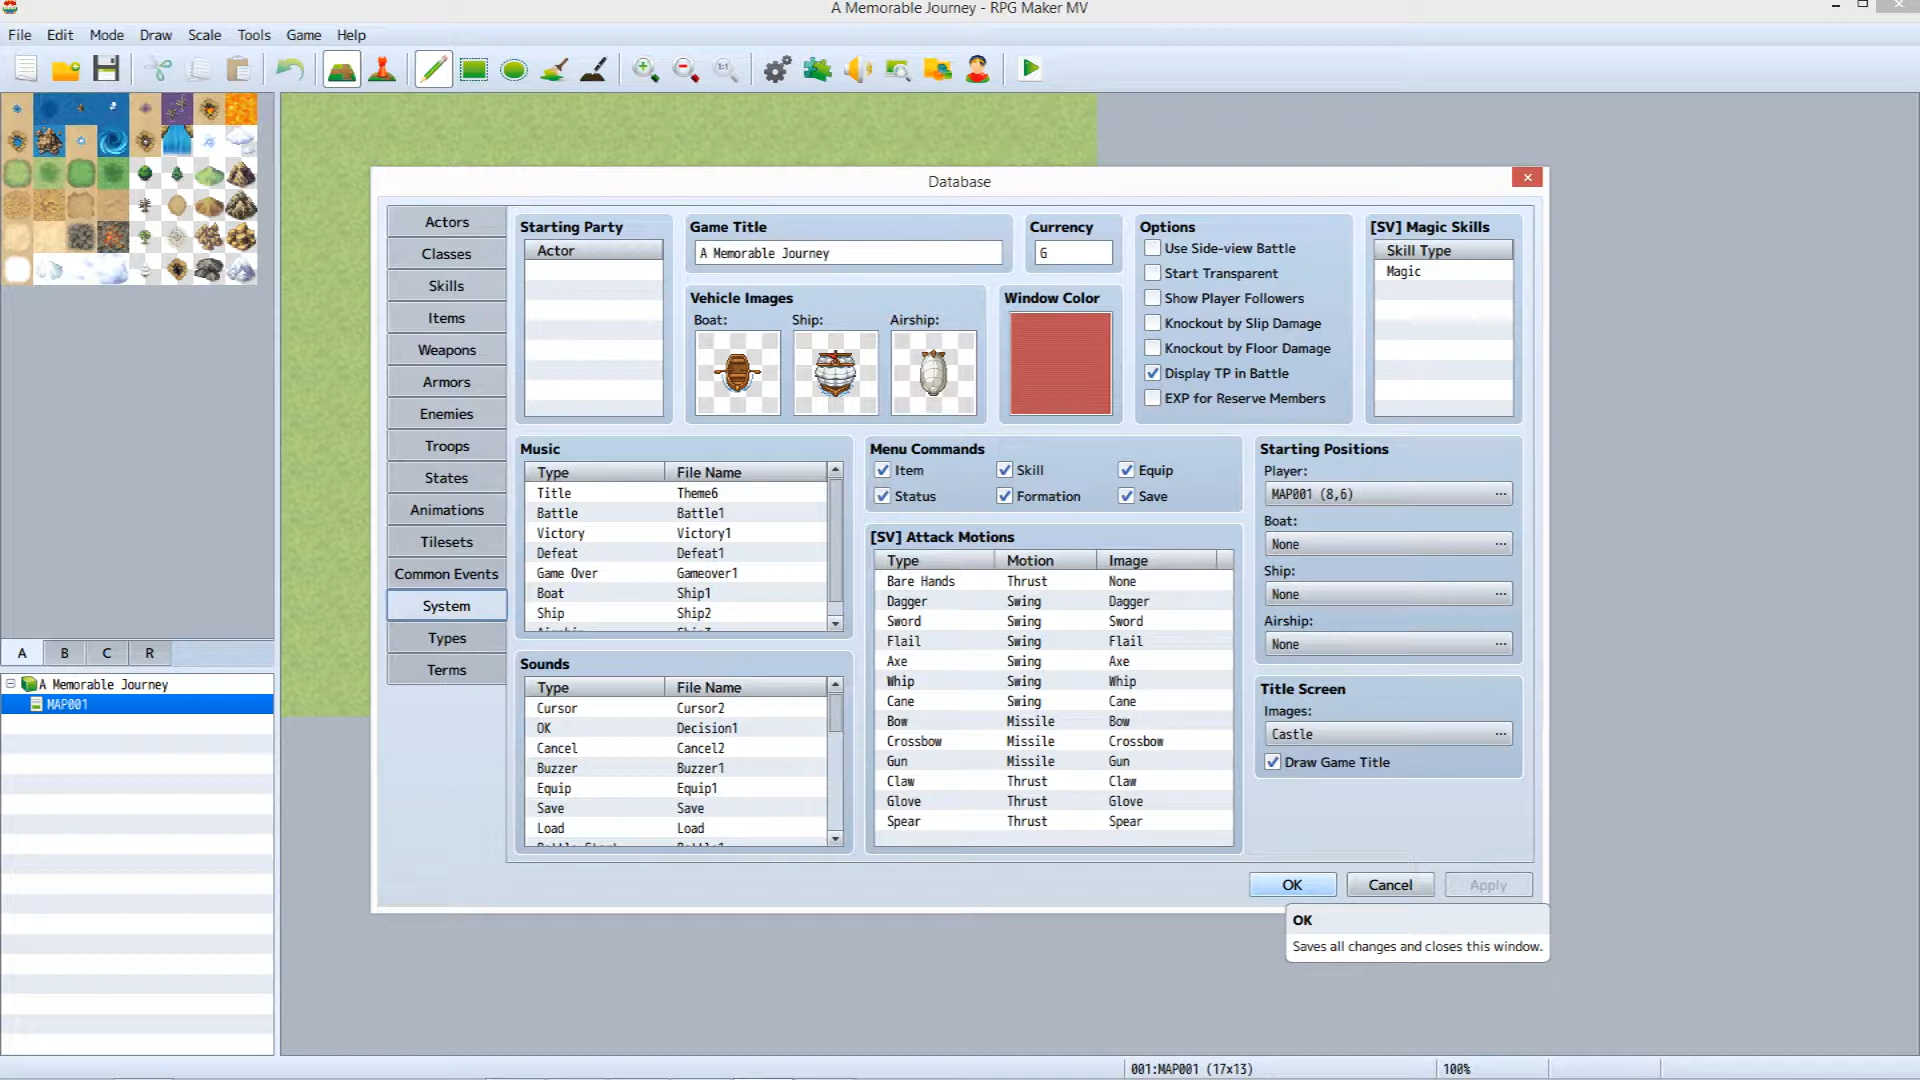 A Memorable Journey - RPG Maker MV
File Edit Mode Draw Scale Tools Game Help
1:1
Database
Actors
Classes
Skills
Items
Weapons
Armors
Enemies
Troops
States
Animations
Tilesets
Common Events
System
Types
Terms
Starting Party
Actor
Game Title
A Memorable Journey
Currency
G
Vehicle Images
Boat: Ship: Airship:
Window Color
Options
Use Side-view Battle
Start Transparent
Show Player Followers
Knockout by Slip Damage
Knockout by Floor Damage
Display TP in Battle
EXP for Reserve Members
[SV] Magic Skills
Skill Type
Magic
Music
Type File Name
Title Theme6
Battle Battle1
Victory Victory1
Defeat Defeat1
Game Over Gameover1
Boat Ship1
Ship Ship2
Sounds
Type File Name
Cursor Cursor2
OK Decision1
Cancel Cancel2
Buzzer Buzzer1
Equip Equip1
Save Save
Load Load
Menu Commands
Item Skill Equip
Status Formation Save
[SV] Attack Motions
Type Motion Image
Bare Hands Thrust None
Dagger Swing Dagger
Sword Swing Sword
Flail Swing Flail
Axe Swing Axe
Whip Swing Whip
Cane Swing Cane
Bow Missile Bow
Crossbow Missile Crossbow
Gun Missile Gun
Claw Thrust Claw
Glove Thrust Glove
Spear Thrust Spear
Starting Positions
Player:
MAP001 (8,6) ...
Boat:
None ...
Ship:
None ...
Airship:
None ...
Title Screen
Images:
Castle ...
Draw Game Title
OK Cancel Apply
OK
Saves all changes and closes this window.
A B C R
A Memorable Journey
MAP001
001:MAP001 (17x13) 100%